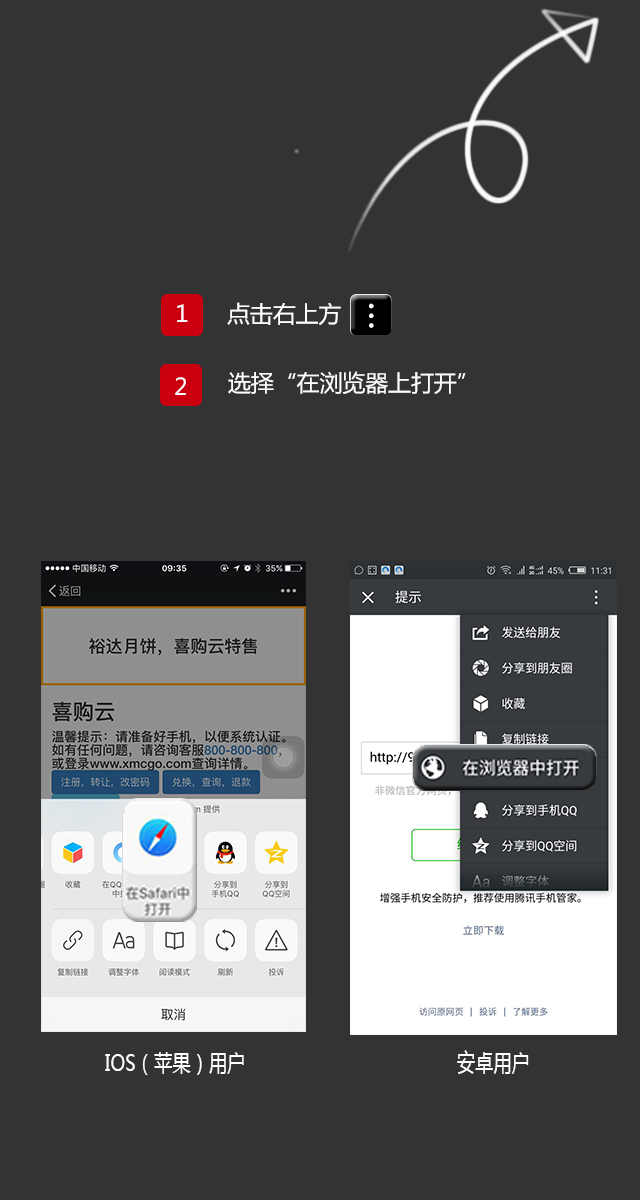 1 点击右上方
2 选择“在浏览器上打开”
中国移动 09:35 35%
返回
裕达月饼，喜购云特售
喜购云
温馨提示：请准备好手机，以便系统认证。
如有任何问题，请咨询客服800-800-800,
或登录www.xmcgo.com查询详情。
注册，转让，改密码 兑换，查询，退款
m 提供
收藏
在QQ
中
在Safari中
打开
分享到
手机QQ
分享到
QQ空间
复制链接 调整字体 阅读模式 刷新 投诉
取消
IOS（苹果）用户
45% 11:31
提示
发送给朋友
分享到朋友圈
收藏
复制链接
http://9
在浏览器中打开
非微信官方网页，
分享到手机QQ
分享到QQ空间
调整字体
增强手机安全防护，推荐使用腾讯手机管家。
立即下载
访问原网页 | 投诉 | 了解更多
安卓用户